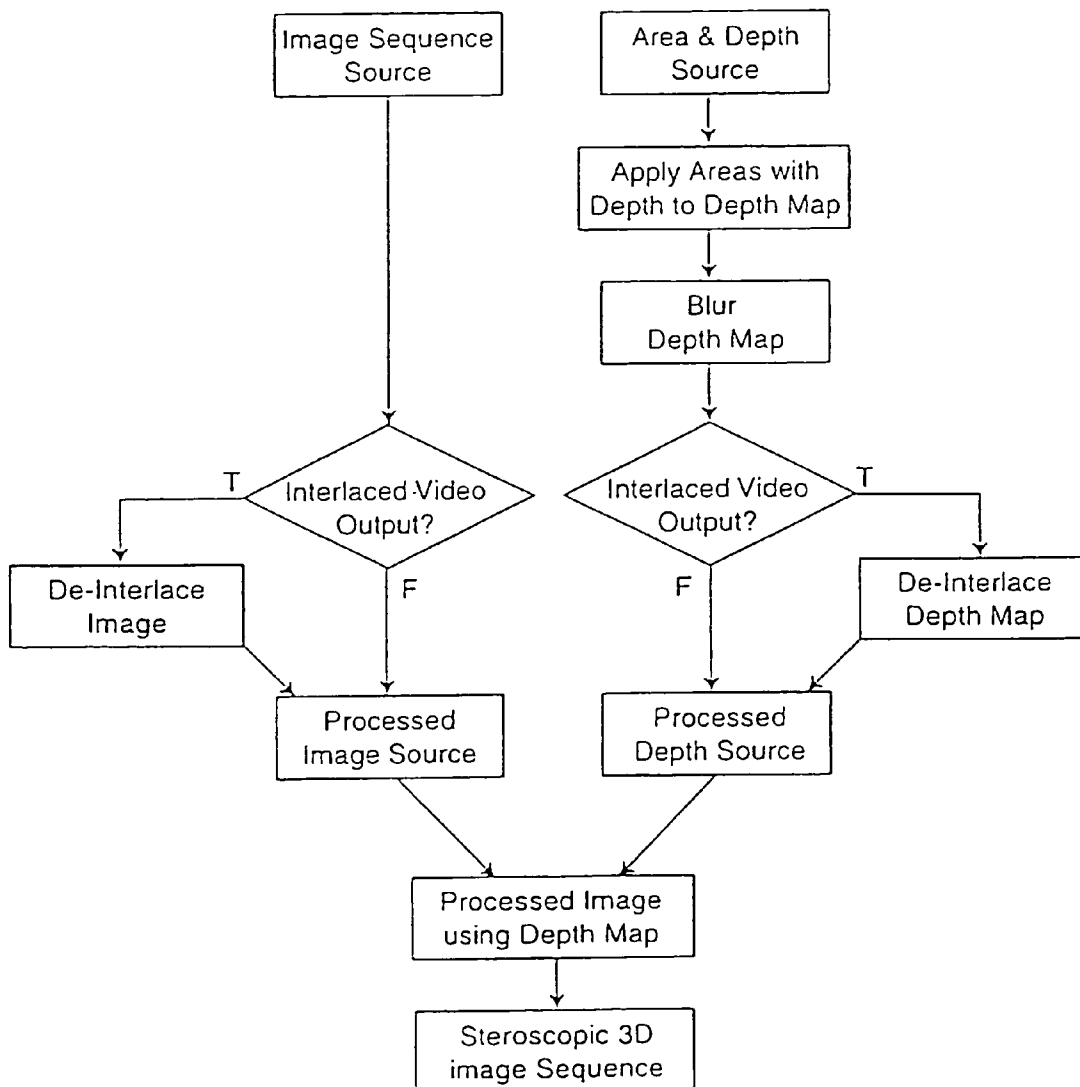 Image Sequence
Source
Area & Depth
Source
Apply Areas with
Depth to Depth Map
Blur
Depth Map
T
Interlaced Video
Output?
F
Interlaced Video
Output?
T
F
De-Interlace
Image
De-Interlace
Depth Map
Processed
Image Source
Processed
Depth Source
Processed Image
using Depth Map
Steroscopic 3D
image Sequence